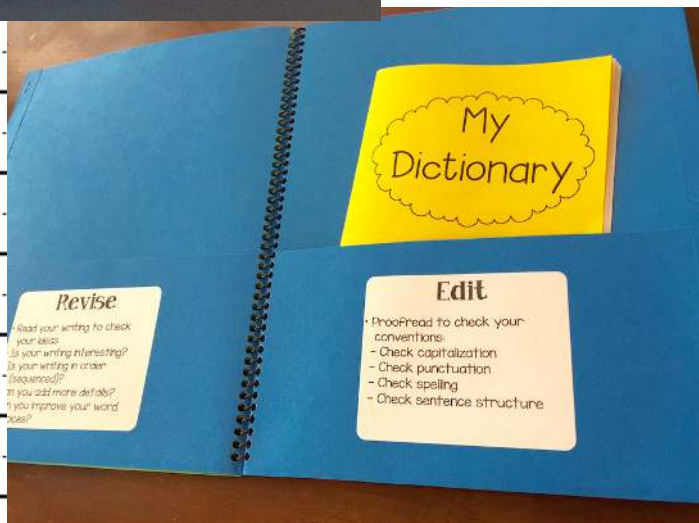 My
Dictionary
Revise
• Read your writing to check
your ideas
Is your writing interesting?
Is your writing in order
(sequenced)?
you add more details?
you improve your word
Edit
• Proofread to check your
conventions:
- Check capitalization
- Check punctuation
- Check spelling
- Check sentence structure